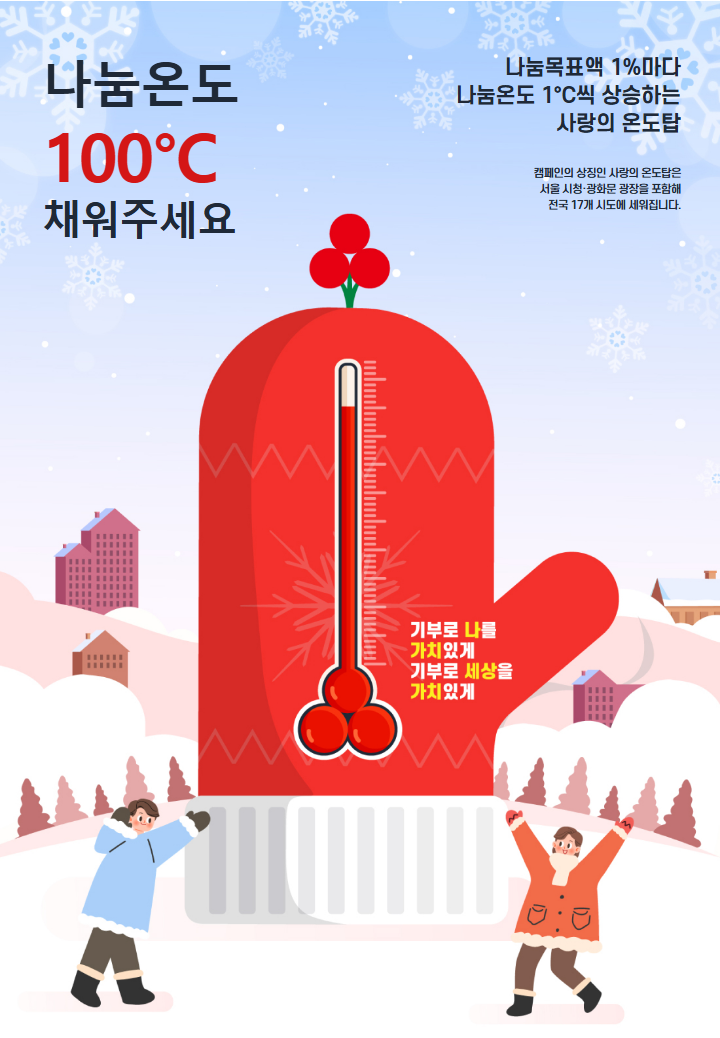 나눔온도
100°C
채워주세요
나눔목표액 1%마다
나눔온도 1°C씩 상승하는
사랑의 온도탑
캠페인의 상징인 사랑의 온도탑은
서울 시청·광화문 광장을 포함해
전국 17개 시도에 세워집니다.
기부로 나를
가치있게
기부로 세상을
가치있게